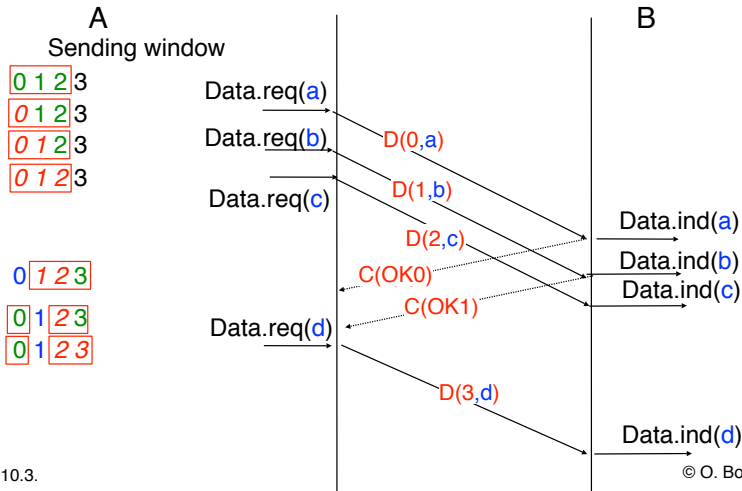 A
B
Sending window
0 1 2 3
Data.req(a)
0 1 2 3
Data.req(b)
D(0,a)
0 1 2 3
0 1 2 3
D(1,b)
Data.req(c)
Data.ind(a)
D(2,c)
Data.ind(b)
0 1 2 3
C(OK0)
Data.ind(c)
C(OK1)
0 1 2 3
Data.req(d)
0 1 2 3
D(3,d)
Data.ind(d)
10.3.
© O. Bo